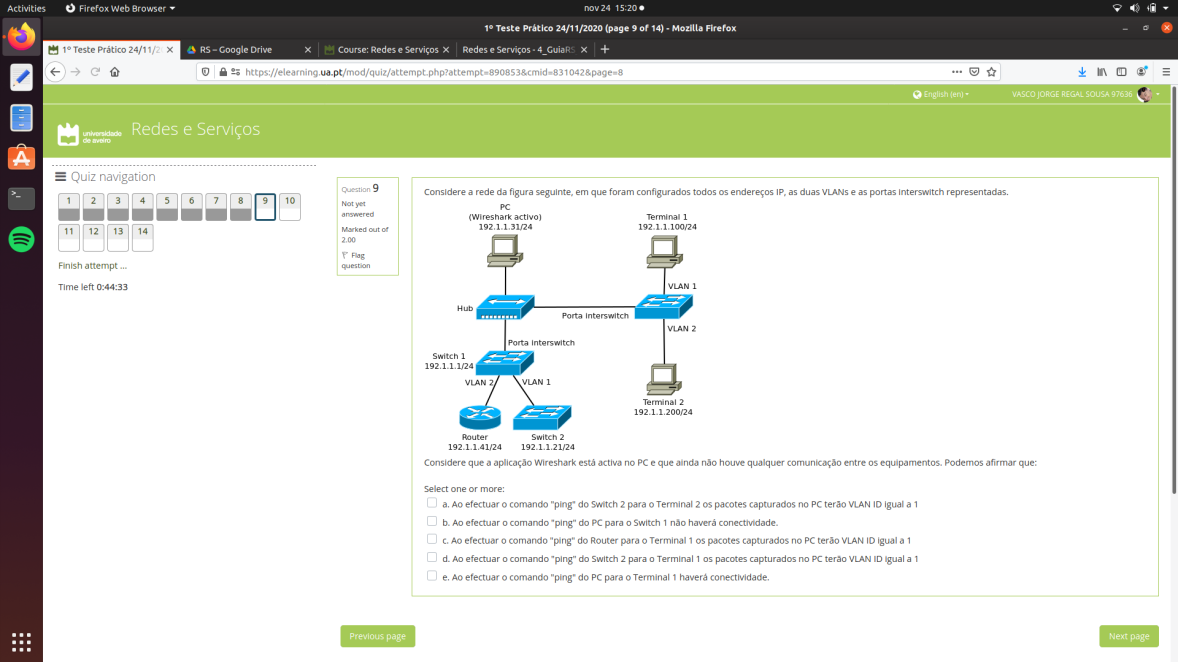 Activities
Firefox Web Browser
nov 24 15:20
1º Teste Prático 24/11/2020 (page 9 of 14) - Mozilla Firefox
1º Teste Prático 24/11/2
RS – Google Drive
Course: Redes e Serviços
Redes e Serviços - 4_GuiaRS
https://elearning.ua.pt/mod/quiz/attempt.php?attempt=890853&cmid=831042&page=8
English (en)
VASCO JORGE REGAL SOUSA 97636
universidade
de aveiro
Redes e Serviços
Quiz navigation
1 2 3 4 5 6 7 8 9 10
11 12 13 14
Finish attempt ...
Time left 0:44:33
Question 9
Not yet
answered
Marked out of
2.00
Flag
question
Considere a rede da figura seguinte, em que foram configurados todos os endereços IP, as duas VLANs e as portas interswitch representadas.
PC
(Wireshark activo)
192.1.1.31/24
Terminal 1
192.1.1.100/24
VLAN 1
Hub
Porta interswitch
VLAN 2
Porta interswitch
Switch 1
192.1.1.1/24
VLAN 2
VLAN 1
Terminal 2
192.1.1.200/24
Router
192.1.1.41/24
Switch 2
192.1.1.21/24
Considere que a aplicação Wireshark está activa no PC e que ainda não houve qualquer comunicação entre os equipamentos. Podemos afirmar que:
Select one or more:
a. Ao efectuar o comando "ping" do Switch 2 para o Terminal 2 os pacotes capturados no PC terão VLAN ID igual a 1
b. Ao efectuar o comando "ping" do PC para o Switch 1 não haverá conectividade.
c. Ao efectuar o comando "ping" do Router para o Terminal 1 os pacotes capturados no PC terão VLAN ID igual a 1
d. Ao efectuar o comando "ping" do Switch 2 para o Terminal 1 os pacotes capturados no PC terão VLAN ID igual a 1
e. Ao efectuar o comando "ping" do PC para o Terminal 1 haverá conectividade.
Previous page
Next page